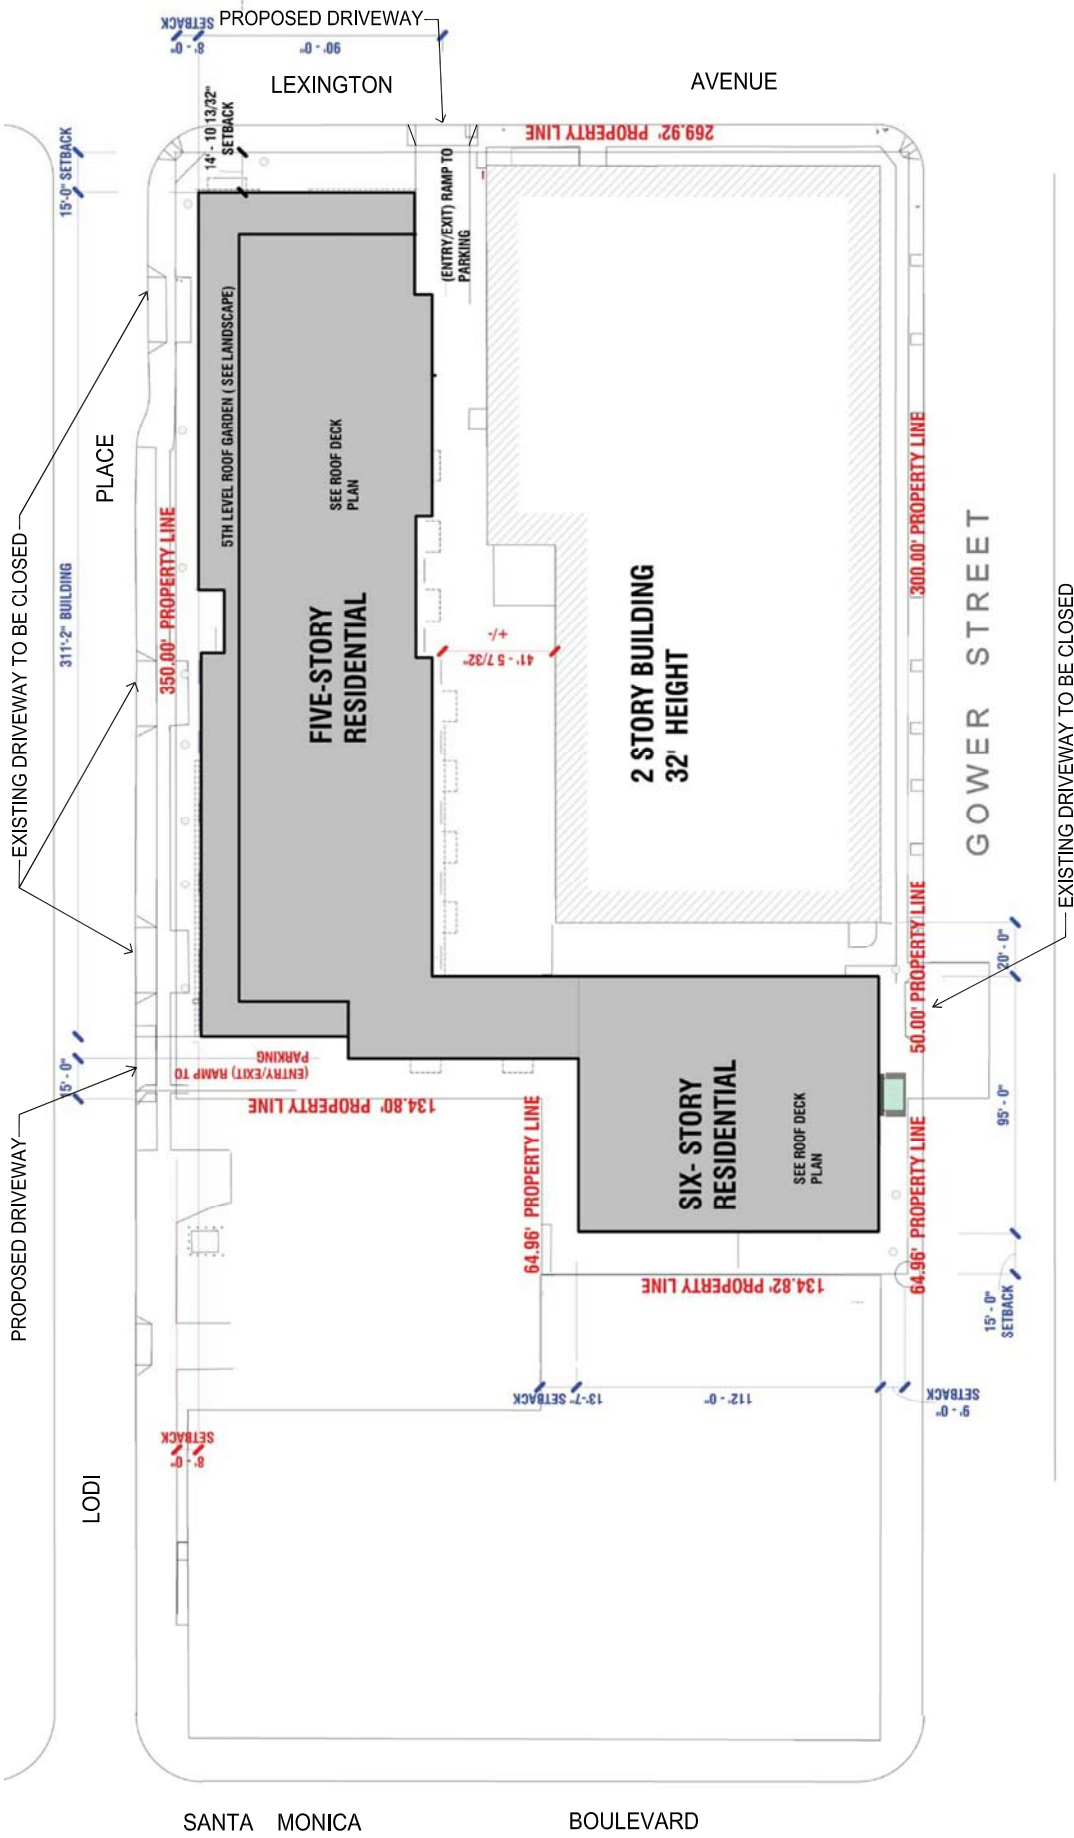 SETBACK
8' - 0"
PROPOSED DRIVEWAY
90' - 0"
LEXINGTON
AVENUE
15'-0" SETBACK
14' - 10 13/32"
SETBACK
269.92' PROPERTY LINE
(ENTRY/EXIT) RAMP TO
PARKING
EXISTING DRIVEWAY TO BE CLOSED
PLACE
311'-2" BUILDING
350.00' PROPERTY LINE
5TH LEVEL ROOF GARDEN ( SEE LANDSCAPE)
SEE ROOF DECK
PLAN
FIVE-STORY
RESIDENTIAL
41' - 5 7/32"
+/-
2 STORY BUILDING
32' HEIGHT
300.00' PROPERTY LINE
GOWER STREET
EXISTING DRIVEWAY TO BE CLOSED
50.00' PROPERTY LINE
20' - 0"
95' - 0"
15' - 0"
PROPOSED DRIVEWAY
(ENTRY/EXIT) RAMP TO
PARKING
134.80' PROPERTY LINE
64.96' PROPERTY LINE
SIX- STORY
RESIDENTIAL
SEE ROOF DECK
PLAN
64.96' PROPERTY LINE
134.82' PROPERTY LINE
15' - 0"
SETBACK
13'-7" SETBACK
112' - 0"
9' - 0"
SETBACK
8' - 0"
SETBACK
LODI
SANTA MONICA BOULEVARD